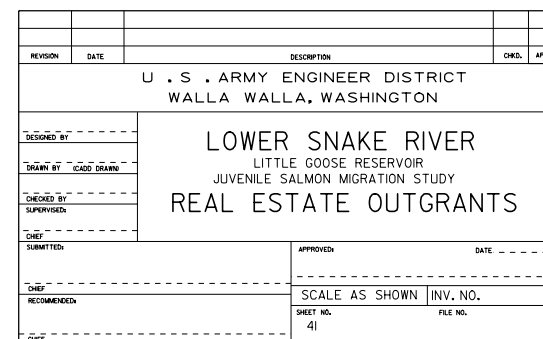 REVISION DATE DESCRIPTION CHKD. AP
U . S . ARMY ENGINEER DISTRICT
WALLA WALLA, WASHINGTON
DESIGNED BY
DRAWN BY (CADD DRAWN)
CHECKED BY
SUPERVISED:
CHIEF
LOWER SNAKE RIVER
LITTLE GOOSE RESERVOIR
JUVENILE SALMON MIGRATION STUDY
REAL ESTATE OUTGRANTS
SUBMITTED:
CHIEF
RECOMMENDED:
CHIEF
APPROVED: DATE
SCALE AS SHOWN INV. NO.
SHEET NO. FILE NO.
41